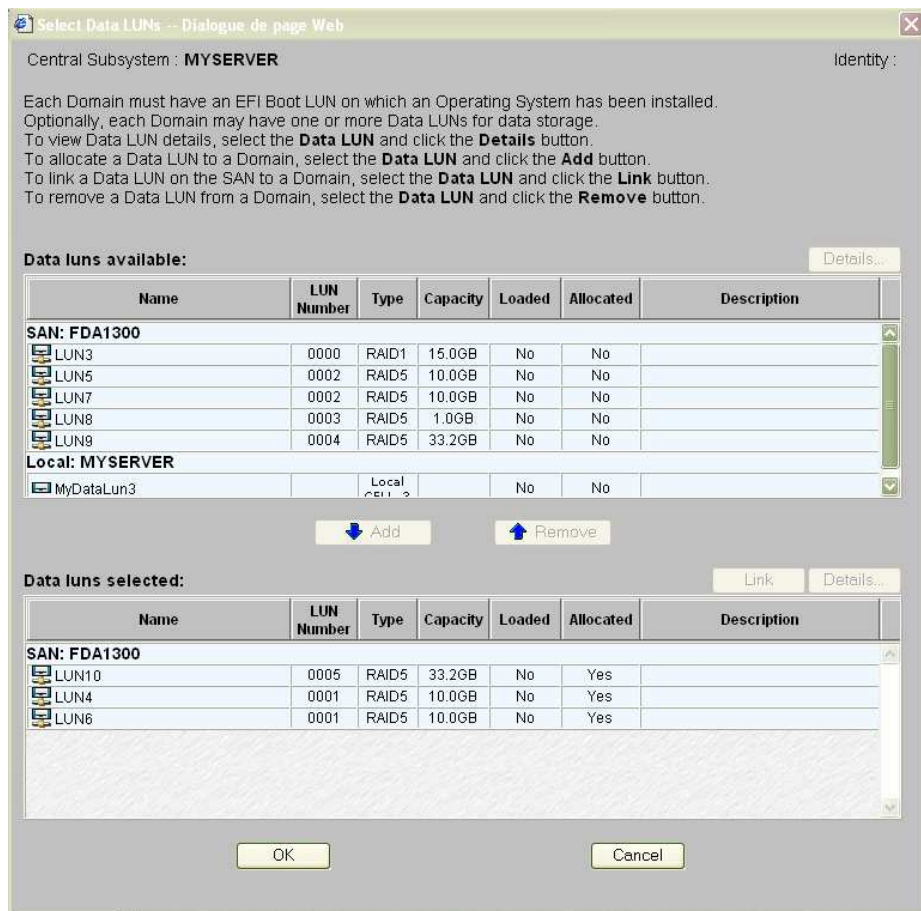 Select Data LUNs -- Dialogue de page Web
Central Subsystem : MYSERVER Identity :
Each Domain must have an EFI Boot LUN on which an Operating System has been installed.
Optionally, each Domain may have one or more Data LUNs for data storage.
To view Data LUN details, select the Data LUN and click the Details button.
To allocate a Data LUN to a Domain, select the Data LUN and click the Add button.
To link a Data LUN on the SAN to a Domain, select the Data LUN and click the Link button.
To remove a Data LUN from a Domain, select the Data LUN and click the Remove button.
Data luns available: Details...
Name LUN Number Type Capacity Loaded Allocated Description
SAN: FDA1300
LUN3 0000 RAID1 15.0GB No No
LUN5 0002 RAID5 10.0GB No No
LUN7 0002 RAID5 10.0GB No No
LUN8 0003 RAID5 1.0GB No No
LUN9 0004 RAID5 33.2GB No No
Local: MYSERVER
MyDataLun3 Local No No
Add Remove
Data luns selected: Link Details...
Name LUN Number Type Capacity Loaded Allocated Description
SAN: FDA1300
LUN10 0005 RAID5 33.2GB No Yes
LUN4 0001 RAID5 10.0GB No Yes
LUN6 0001 RAID5 10.0GB No Yes
OK Cancel